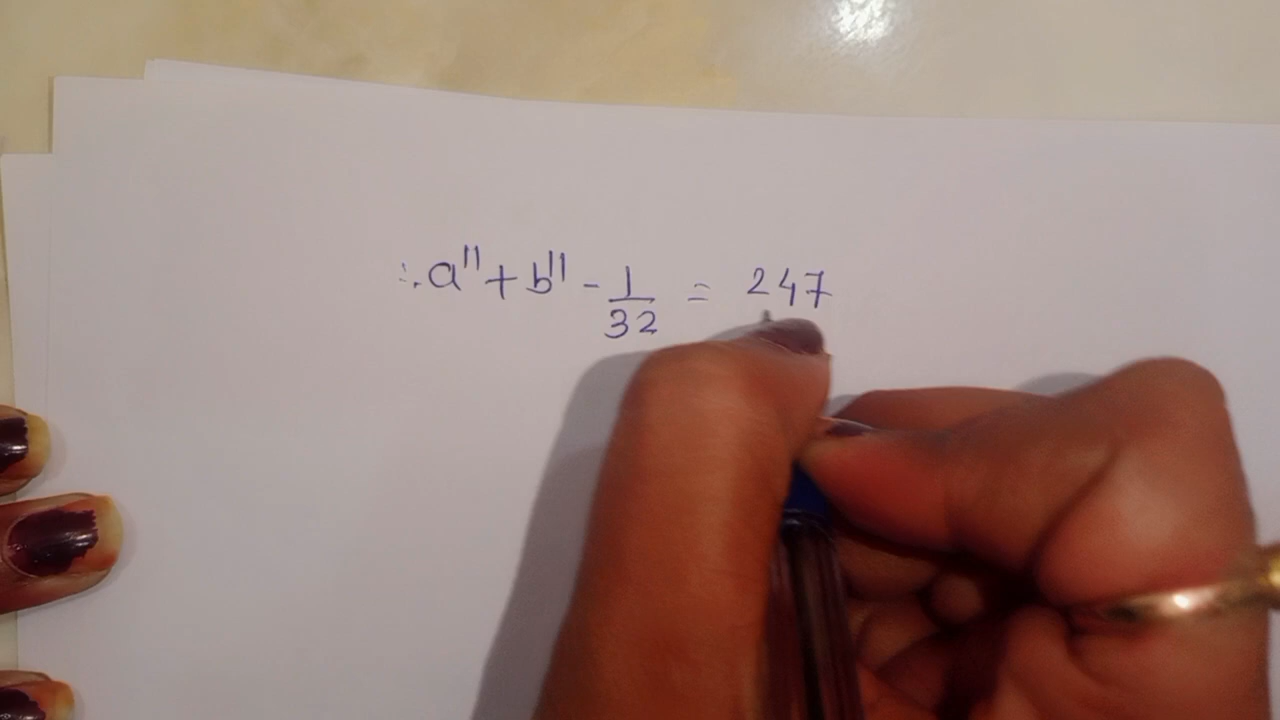 ∴ a¹¹ + b¹¹ - 1/32 = 247